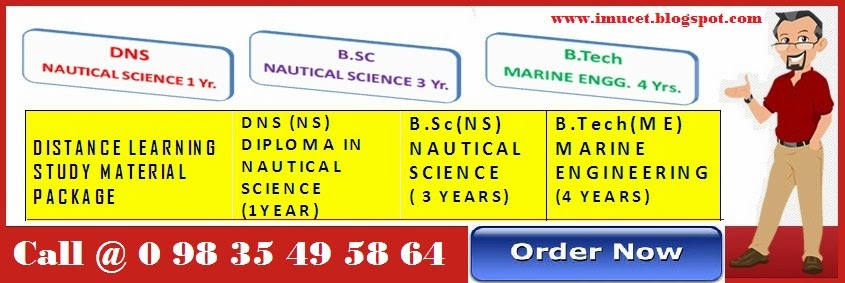 www.imucet.blogspot.com
DNS
NAUTICAL SCIENCE 1 Yr.
B.SC
NAUTICAL SCIENCE 3 Yr.
B.Tech
MARINE ENGG. 4 Yrs.
DISTANCE LEARNING
STUDY MATERIAL
PACKAGE
DNS (NS)
DIPLOMA IN
NAUTICAL
SCIENCE
(1YEAR)
B.Sc(NS)
NAUTICAL
SCIENCE
( 3 YEARS)
B.Tech(ME)
MARINE
ENGINEERING
(4 YEARS)
Call @ 0 98 35 49 58 64
Order Now